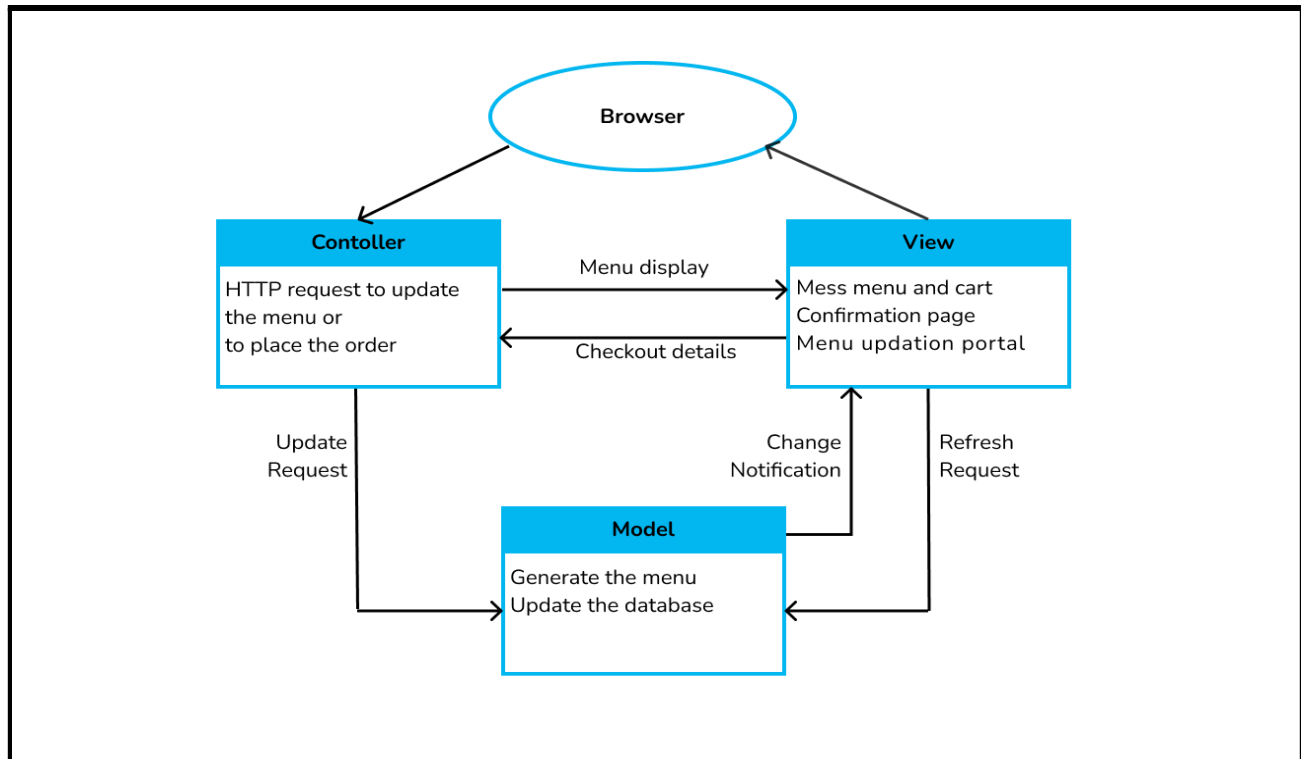 Browser
Contoller
HTTP request to update
the menu or
to place the order
Menu display
Checkout details
View
Mess menu and cart
Confirmation page
Menu updation portal
Update
Request
Change
Notification
Refresh
Request
Model
Generate the menu
Update the database